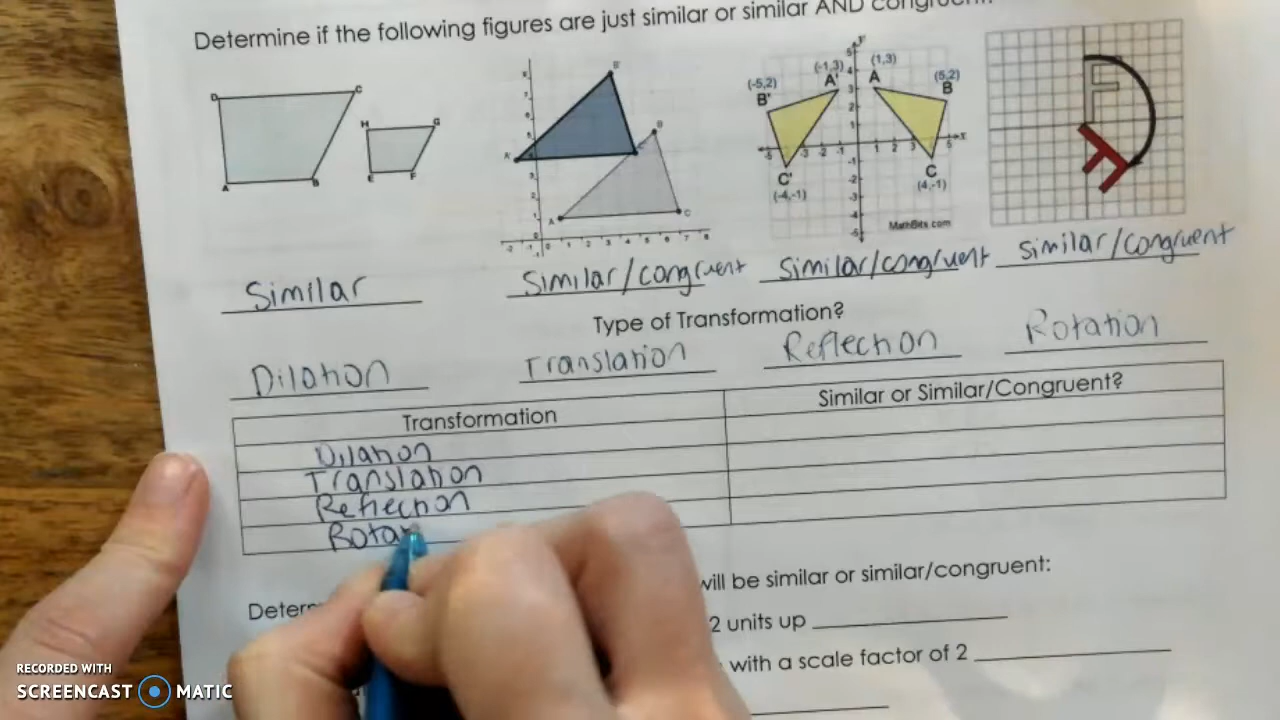 Determine if the following figures are just similar or similar AND congruent.
D C H G A B E F
B' A' B A C
(-5,2) (-1,3) (1,3) (5,2)
B' A' A B
C' C
(-4,-1) (4,-1)
MathBits.com
Similar Similar/congruent Similar/congruent Similar/congruent
Type of Transformation?
Dilation Translation Reflection Rotation
Transformation Similar or Similar/Congruent?
Dilation
Translation
Reflection
Rotat
Deter will be similar or similar/congruent:
2 units up
with a scale factor of 2
RECORDED WITH
SCREENCAST MATIC